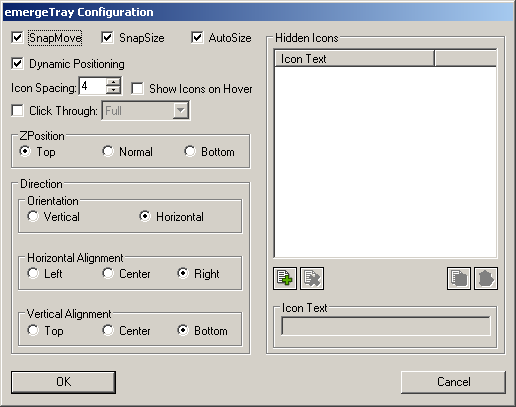 emergeTray Configuration
SnapMove SnapSize AutoSize
Dynamic Positioning
Icon Spacing: 4 Show Icons on Hover
Click Through: Full
ZPosition
Top Normal Bottom
Direction
Orientation
Vertical Horizontal
Horizontal Alignment
Left Center Right
Vertical Alignment
Top Center Bottom
Hidden Icons
Icon Text
Icon Text
OK Cancel